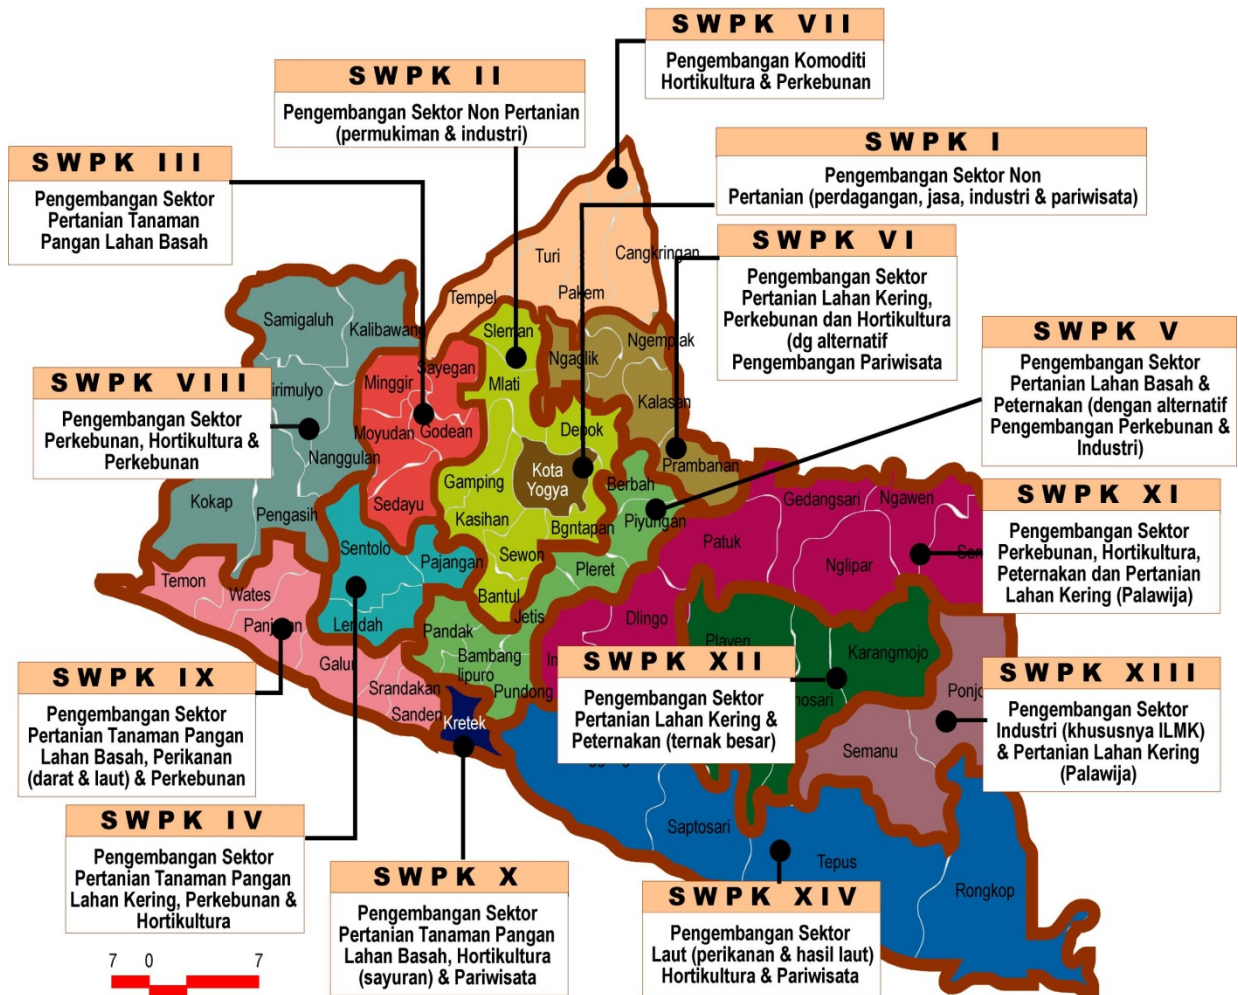 SWPK VII
Pengembangan Komoditi
Hortikultura & Perkebunan
SWPK II
Pengembangan Sektor Non Pertanian
(permukiman & industri)
SWPK I
Pengembangan Sektor Non
Pertanian (perdagangan, jasa, industri & pariwisata)
SWPK III
Pengembangan Sektor
Pertanian Tanaman
Pangan Lahan Basah
SWPK VI
Pengembangan Sektor
Pertanian Lahan Kering,
Perkebunan dan Hortikultura
(dg alternatif
Pengembangan Pariwisata
SWPK V
Pengembangan Sektor
Pertanian Lahan Basah &
Peternakan (dengan alternatif
Pengembangan Perkebunan &
Industri)
SWPK VIII
Pengembangan Sektor
Perkebunan, Hortikultura &
Perkebunan
SWPK XI
Pengembangan Sektor
Perkebunan, Hortikultura,
Peternakan dan Pertanian
Lahan Kering (Palawija)
SWPK IX
Pengembangan Sektor
Pertanian Tanaman Pangan
Lahan Basah, Perikanan
(darat & laut) & Perkebunan
SWPK XII
Pengembangan Sektor
Pertanian Lahan Kering &
Peternakan (ternak besar)
SWPK XIII
Pengembangan Sektor
Industri (khususnya ILMK)
& Pertanian Lahan Kering
(Palawija)
SWPK IV
Pengembangan Sektor
Pertanian Tanaman Pangan
Lahan Kering, Perkebunan &
Hortikultura
SWPK X
Pengembangan Sektor
Pertanian Tanaman Pangan
Lahan Basah, Hortikultura
(sayuran) & Pariwisata
SWPK XIV
Pengembangan Sektor
Laut (perikanan & hasil laut)
Hortikultura & Pariwisata
Turi
Cangkringan
Pakem
Tempel
Samigaluh
Kalibawang
Sleman
Ngaglik
Ngemplak
Minggir
Sayegan
Mlati
irimulyo
Kalasan
Moyudan
Godean
Depok
Nanggulan
Prambanan
Kota
Yogya
Gamping
Berbah
Gedangsari
Ngawen
Kokap
Pengasih
Sedayu
Kasihan
Bgntapan
Piyungan
Patuk
Sentolo
Pajangan
Sewon
Pleret
Nglipar
Temon
Wates
Bantul
Jetis
Dlingo
Panjatan
Lendah
Pandak
Playen
Karangmojo
Galur
Bambang
lipuro
Srandakan
Pundong
Sanden
Kretek
nosari
Ponjo
Semanu
Saptosari
Tepus
Rongkop
7 0 7